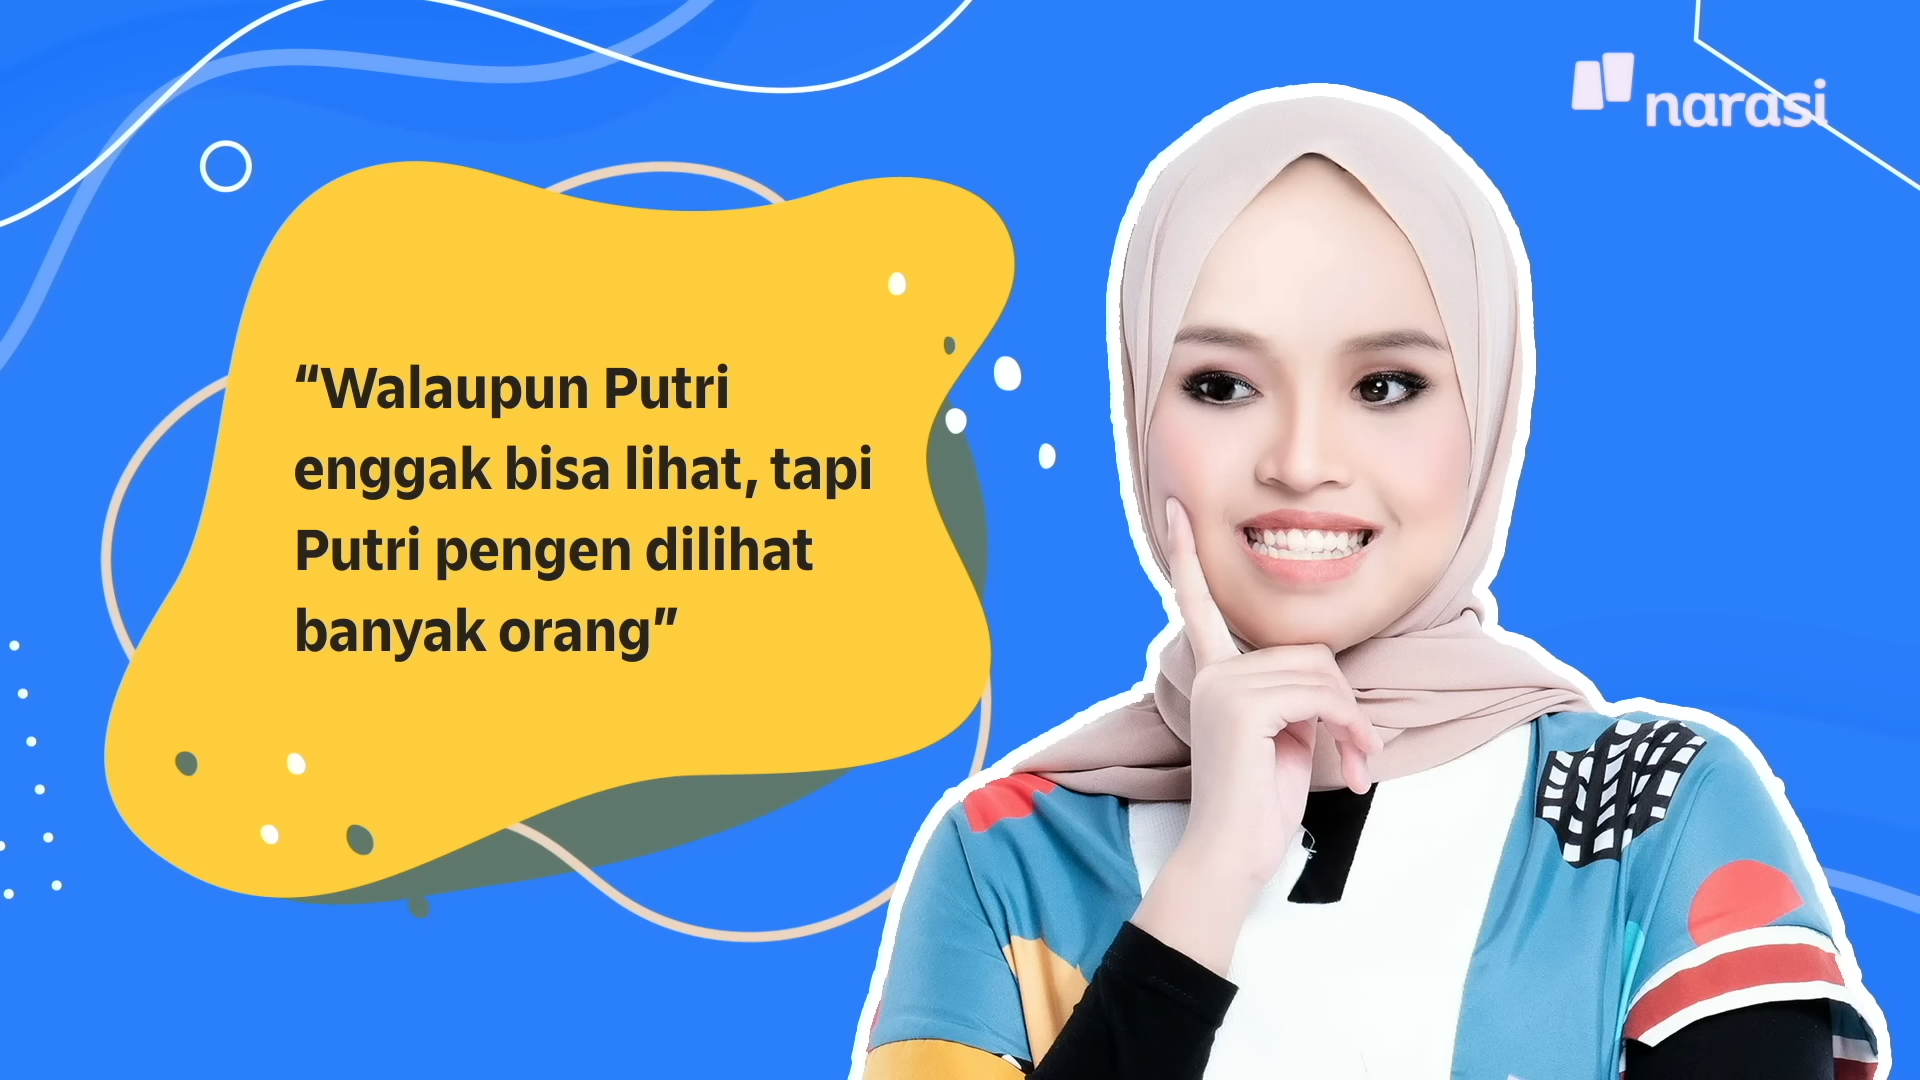 “Walaupun Putri
enggak bisa lihat, tapi
Putri pengen dilihat
banyak orang”
narasi